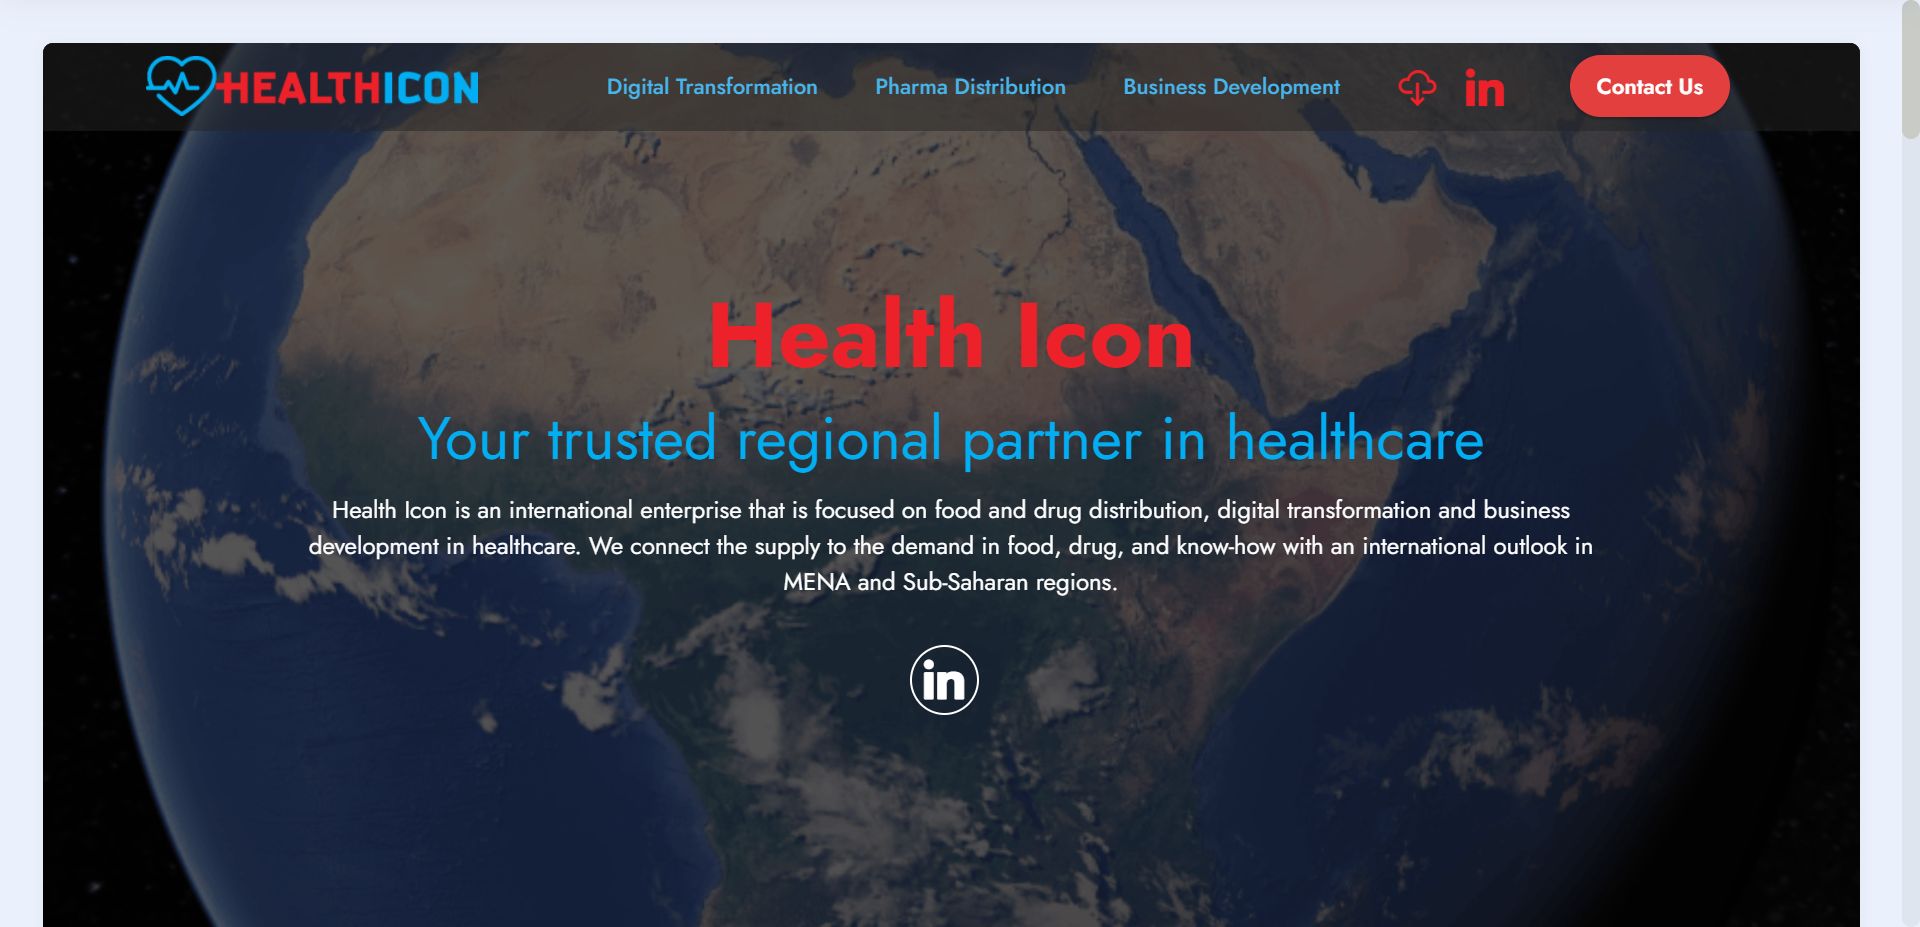 HEALTHICON
Digital Transformation
Pharma Distribution
Business Development
in
Contact Us
Health Icon
Your trusted regional partner in healthcare
Health Icon is an international enterprise that is focused on food and drug distribution, digital transformation and business
development in healthcare. We connect the supply to the demand in food, drug, and know-how with an international outlook in
MENA and Sub-Saharan regions.
in